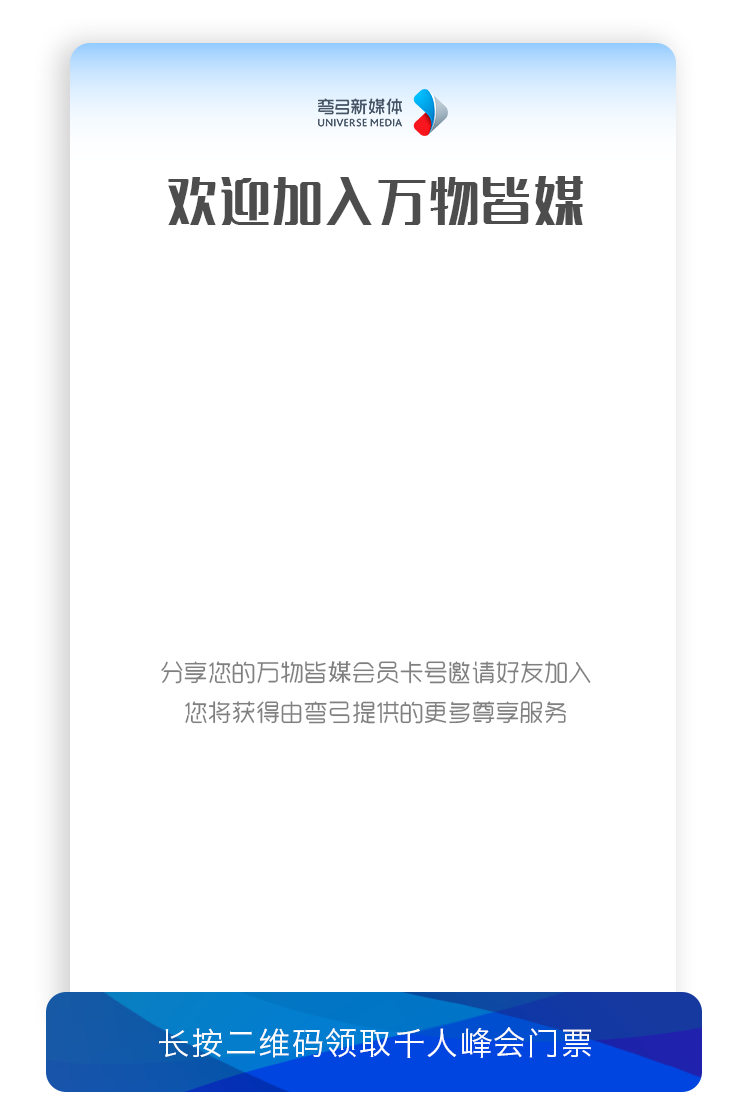 弯弓新媒体
UNIVERSE MEDIA
欢迎加入万物皆媒
分享您的万物皆媒会员卡号邀请好友加入
您将获得由弯弓提供的更多尊享服务
长按二维码领取千人峰会门票